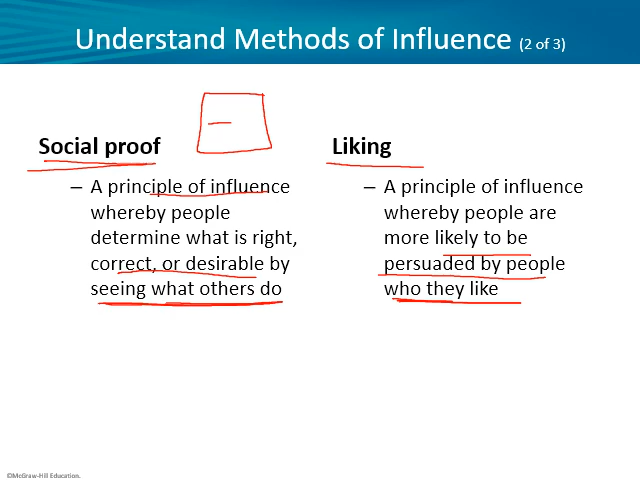 Understand Methods of Influence (2 of 3)
Social proof
– A principle of influence
whereby people
determine what is right,
correct, or desirable by
seeing what others do
Liking
– A principle of influence
whereby people are
more likely to be
persuaded by people
who they like
©McGraw-Hill Education.